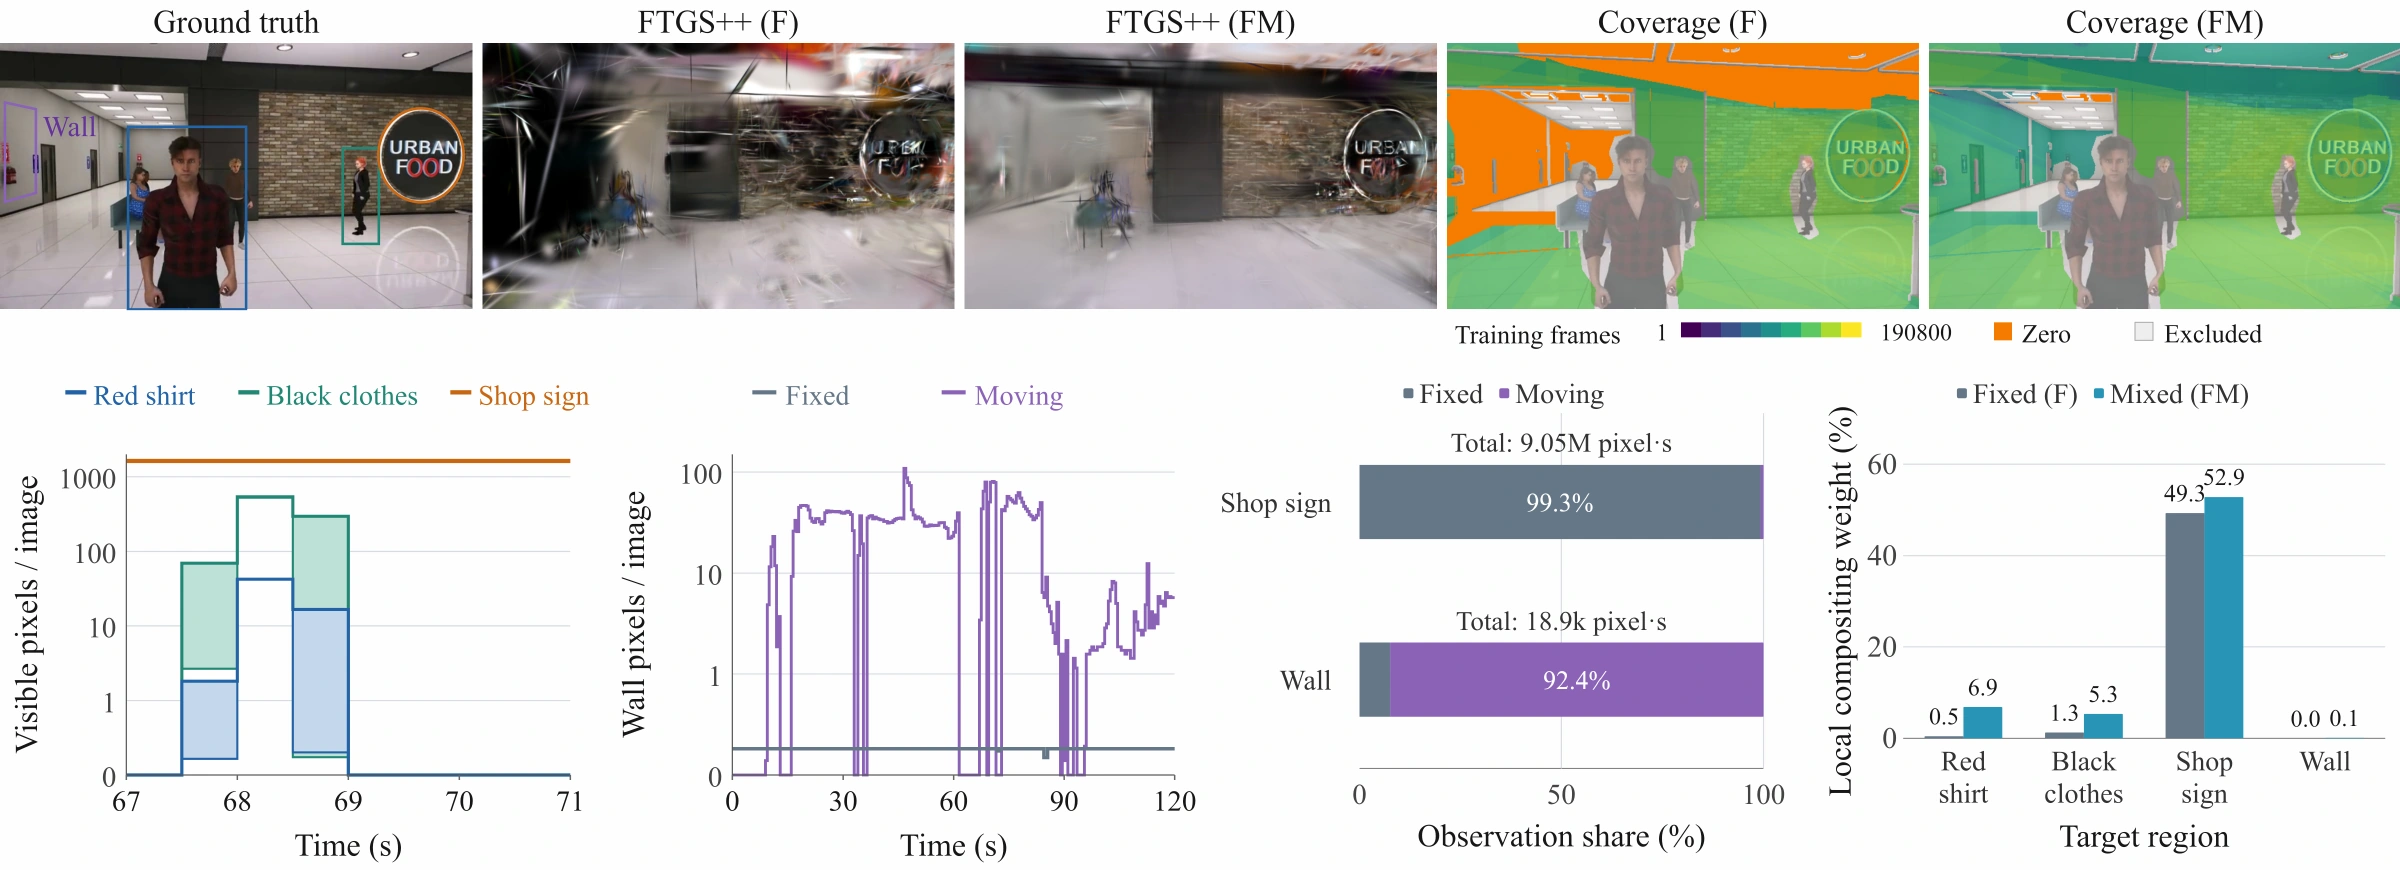 Ground truth
FTGS++ (F)
FTGS++ (FM)
Coverage (F)
Coverage (FM)
Wall
URBAN
FOOD
URBAN
URBAN
FOOD
URBAN
FOOD
Training frames
1
190800
Zero
Excluded
Red shirt
Black clothes
Shop sign
Visible pixels / image
1000
100
10
1
0
67
68
69
70
71
Time (s)
Fixed
Moving
Wall pixels / image
100
10
1
0
0
30
60
90
120
Time (s)
Fixed
Moving
Total: 9.05M pixel·s
Shop sign
99.3%
Total: 18.9k pixel·s
Wall
92.4%
0
50
100
Observation share (%)
Fixed (F)
Mixed (FM)
Local compositing weight (%)
60
40
20
0
0.5
6.9
1.3
5.3
49.3
52.9
0.0
0.1
Red
shirt
Black
clothes
Shop
sign
Wall
Target region